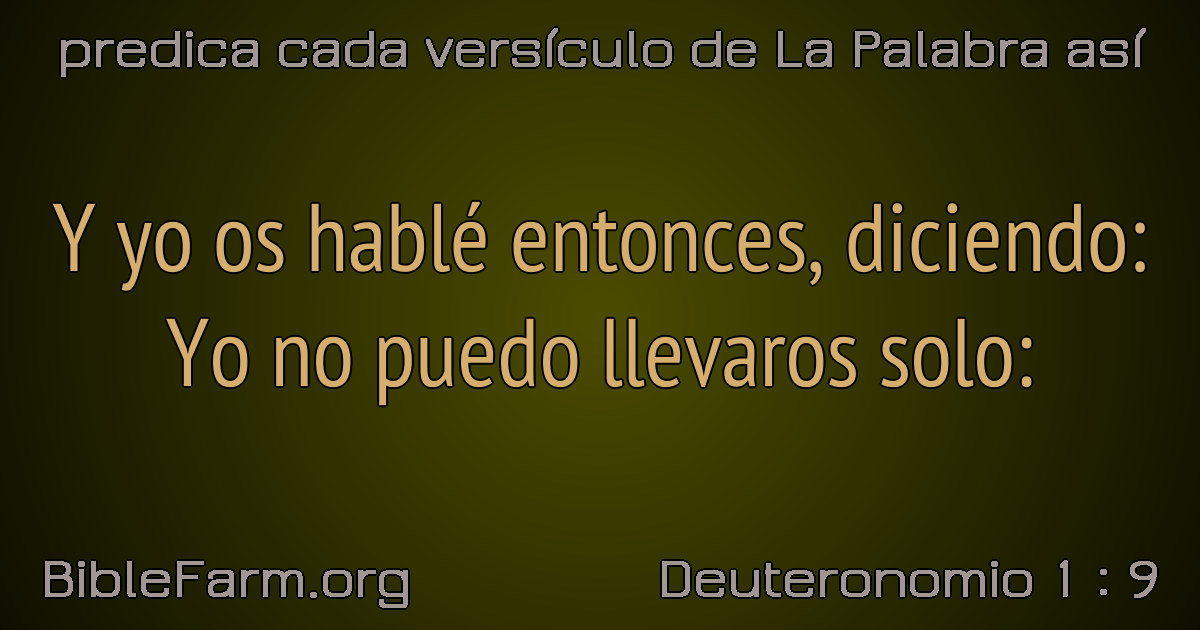 predica cada versículo de La Palabra así
Y yo os hablé entonces, diciendo:
Yo no puedo llevaros solo:
BibleFarm.org
Deuteronomio 1 : 9